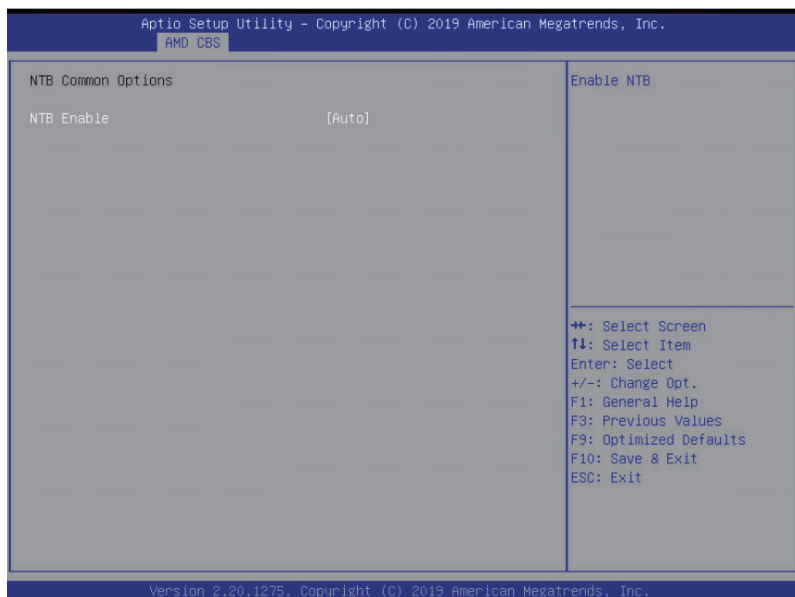 Aptio Setup Utility – Copyright (C) 2019 American Megatrends, Inc.
AMD CBS
NTB Common Options
NTB Enable [Auto]
Enable NTB
→←: Select Screen
↑↓: Select Item
Enter: Select
+/-: Change Opt.
F1: General Help
F3: Previous Values
F9: Optimized Defaults
F10: Save & Exit
ESC: Exit
Version 2.20.1275. Copyright (C) 2019 American Megatrends, Inc.